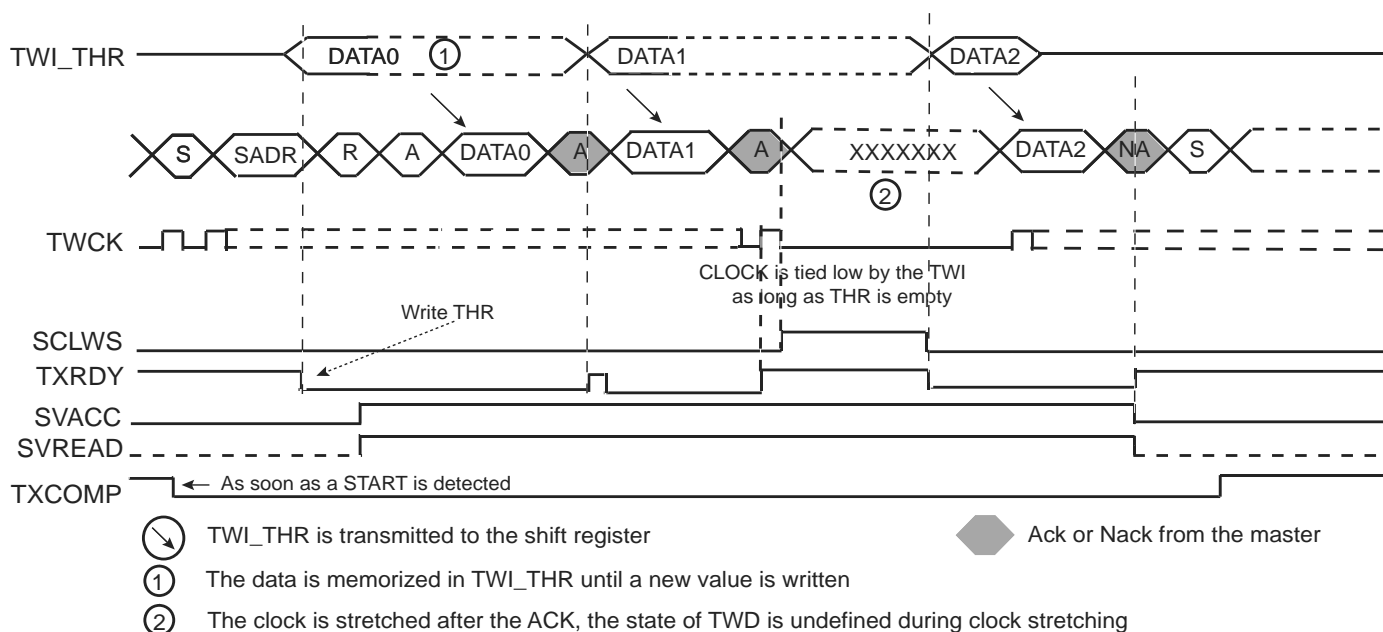 TWI_THR DATA0 1 DATA1 DATA2
S SADR R A DATA0 A DATA1 A XXXXXXX DATA2 NA S
2
TWCK
CLOCK is tied low by the TWI
as long as THR is empty
Write THR
SCLWS
TXRDY
SVACC
SVREAD
TXCOMP As soon as a START is detected
TWI_THR is transmitted to the shift register Ack or Nack from the master
1 The data is memorized in TWI_THR until a new value is written
2 The clock is stretched after the ACK, the state of TWD is undefined during clock stretching